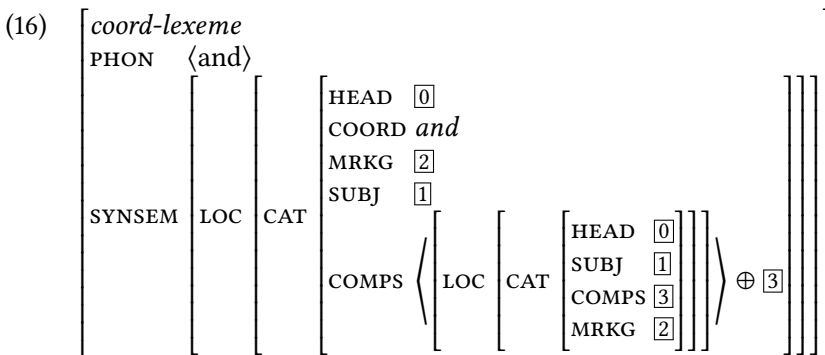 (16) coord-lexeme
PHON ⟨and⟩
HEAD 0
COORD and
MRKG 2
SUBJ 1
SYNSEM LOC CAT
COMPS ⟨ LOC CAT HEAD 0
SUBJ 1
COMPS 3
MRKG 2 ⟩ ⊕ 3